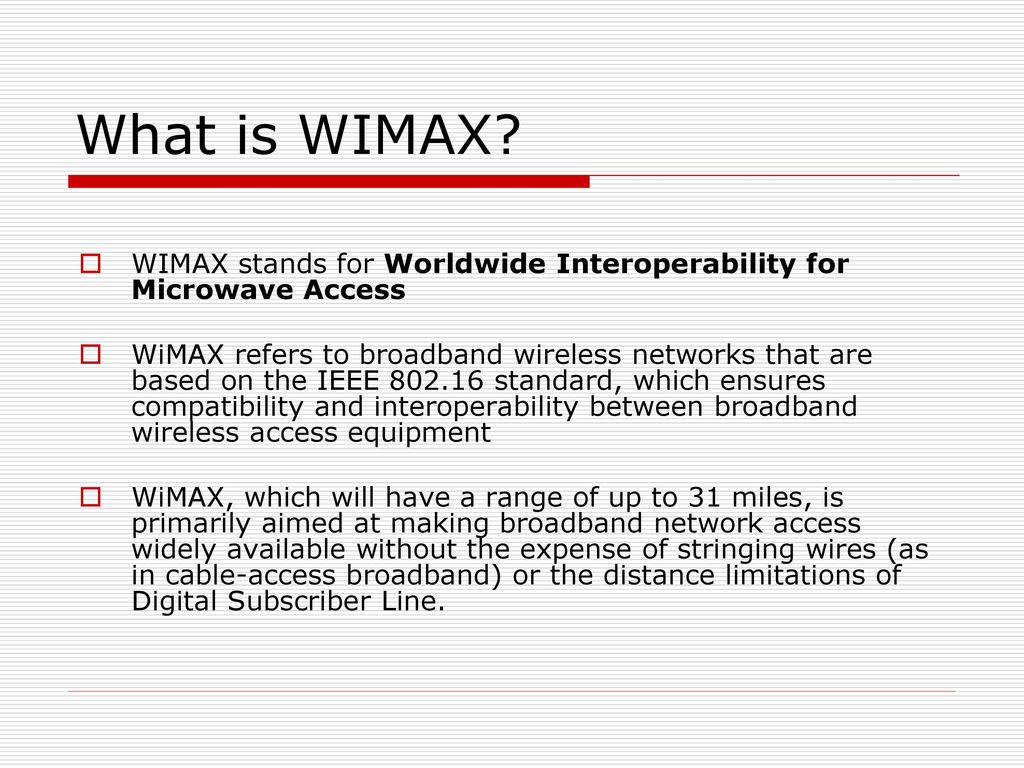 What is WIMAX?
WIMAX stands for Worldwide Interoperability for
Microwave Access
WiMAX refers to broadband wireless networks that are
based on the IEEE 802.16 standard, which ensures
compatibility and interoperability between broadband
wireless access equipment
WiMAX, which will have a range of up to 31 miles, is
primarily aimed at making broadband network access
widely available without the expense of stringing wires (as
in cable-access broadband) or the distance limitations of
Digital Subscriber Line.